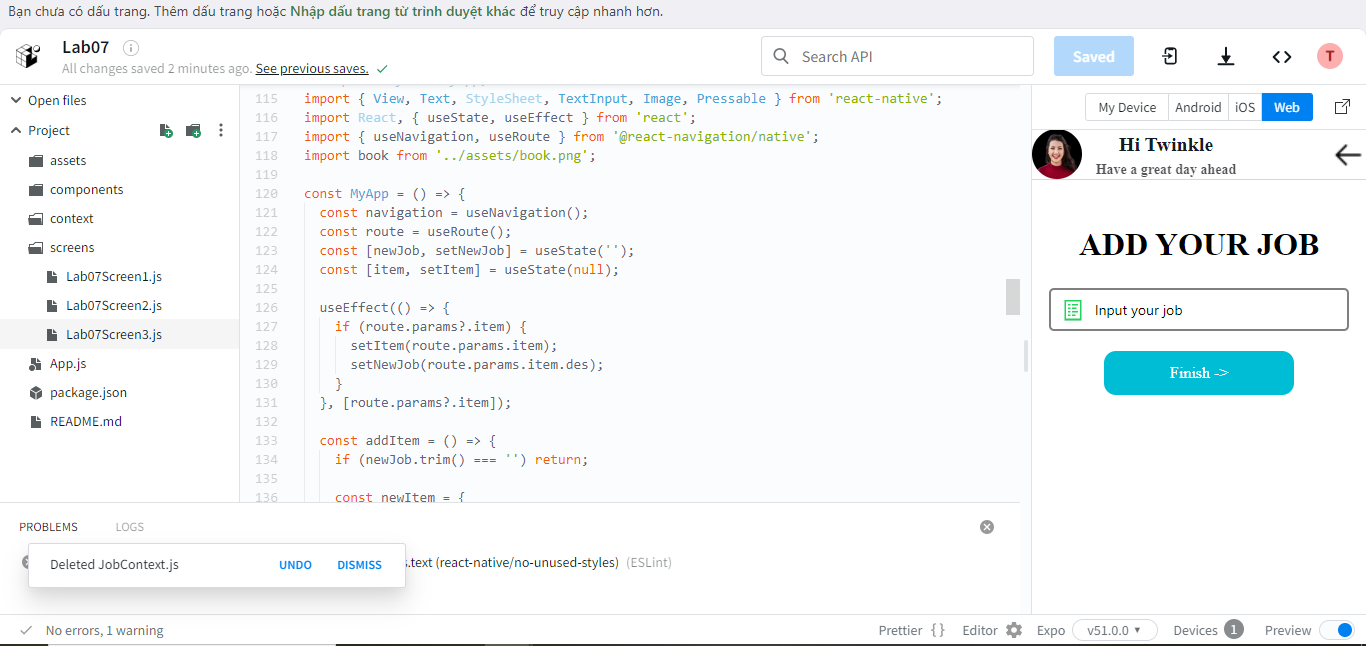 Bạn chưa có dấu trang. Thêm dấu trang hoặc Nhập dấu trang từ trình duyệt khác để truy cập nhanh hơn.
Lab07
All changes saved 2 minutes ago. See previous saves.
Search API
Saved
T
Open files
Project
assets
components
context
screens
Lab07Screen1.js
Lab07Screen2.js
Lab07Screen3.js
App.js
package.json
README.md
115 import { View, Text, StyleSheet, TextInput, Image, Pressable } from 'react-native';
116 import React, { useState, useEffect } from 'react';
117 import { useNavigation, useRoute } from '@react-navigation/native';
118 import book from '../assets/book.png';
119
120 const MyApp = () => {
121 const navigation = useNavigation();
122 const route = useRoute();
123 const [newJob, setNewJob] = useState('');
124 const [item, setItem] = useState(null);
125
126 useEffect(() => {
127 if (route.params?.item) {
128 setItem(route.params.item);
129 setNewJob(route.params.item.des);
130 }
131 }, [route.params?.item]);
132
133 const addItem = () => {
134 if (newJob.trim() === '') return;
135
136 const newItem = {
My Device Android iOS Web
Hi Twinkle
Have a great day ahead
ADD YOUR JOB
Input your job
Finish ->
PROBLEMS LOGS
Deleted JobContext.js UNDO DISMISS
.text (react-native/no-unused-styles) (ESLint)
No errors, 1 warning
Prettier { } Editor Expo v51.0.0 Devices 1 Preview